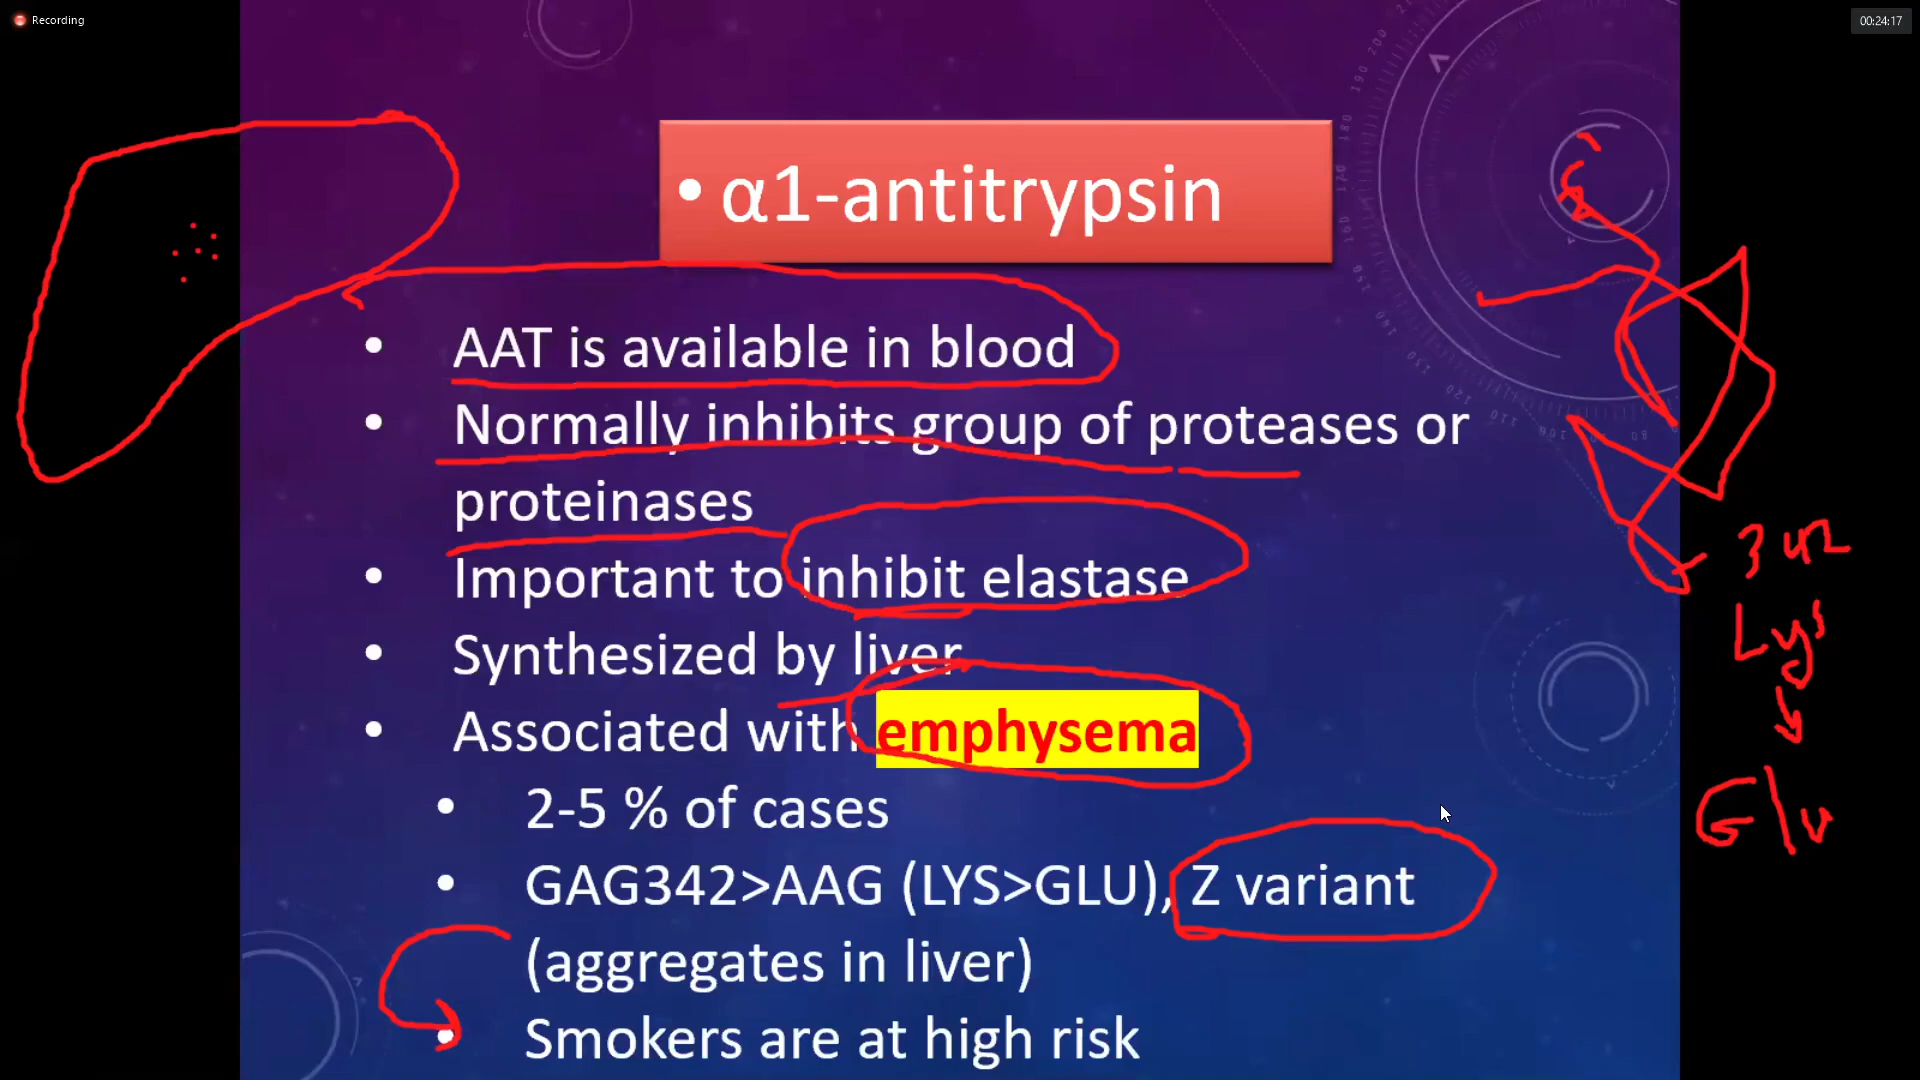 Recording
00:24:17
• α1-antitrypsin
• AAT is available in blood
• Normally inhibits group of proteases or
proteinases
• Important to inhibit elastase
• Synthesized by liver
• Associated with emphysema
• 2-5 % of cases
• GAG342>AAG (LYS>GLU), Z variant
(aggregates in liver)
• Smokers are at high risk
342
Lys
Glu